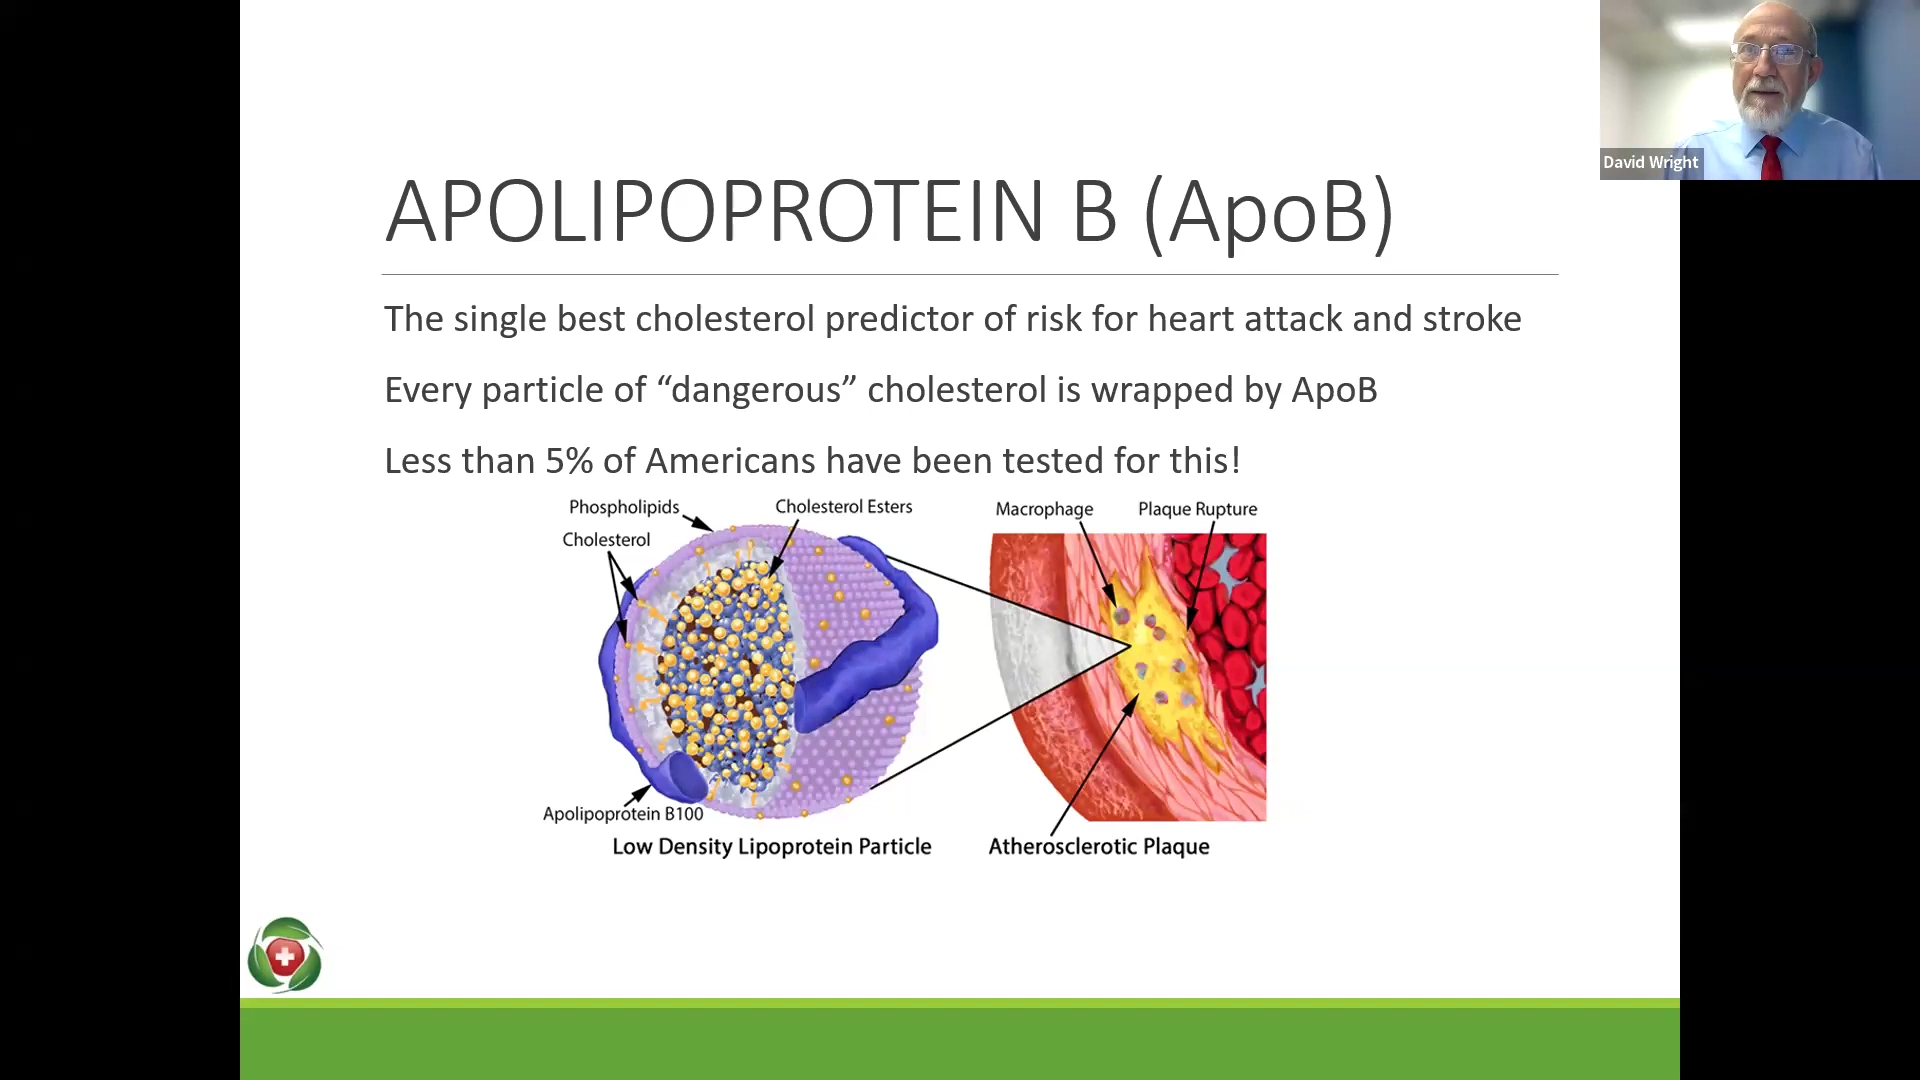 David Wright
APOLIPOPROTEIN B (ApoB)
The single best cholesterol predictor of risk for heart attack and stroke
Every particle of “dangerous” cholesterol is wrapped by ApoB
Less than 5% of Americans have been tested for this!
Phospholipids
Cholesterol Esters
Cholesterol
Apolipoprotein B100
Low Density Lipoprotein Particle
Macrophage
Plaque Rupture
Atherosclerotic Plaque